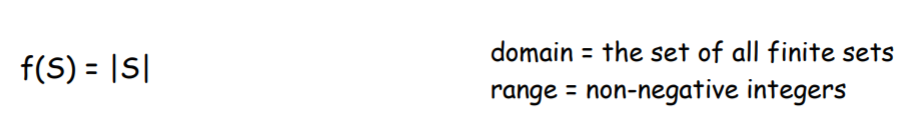 f(S) = |S|
domain = the set of all finite sets
range = non-negative integers